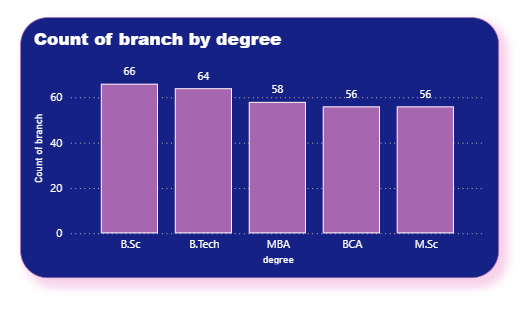 Count of branch by degree
66
64
58
56
56
60
40
20
0
Count of branch
B.Sc
B.Tech
MBA
BCA
M.Sc
degree